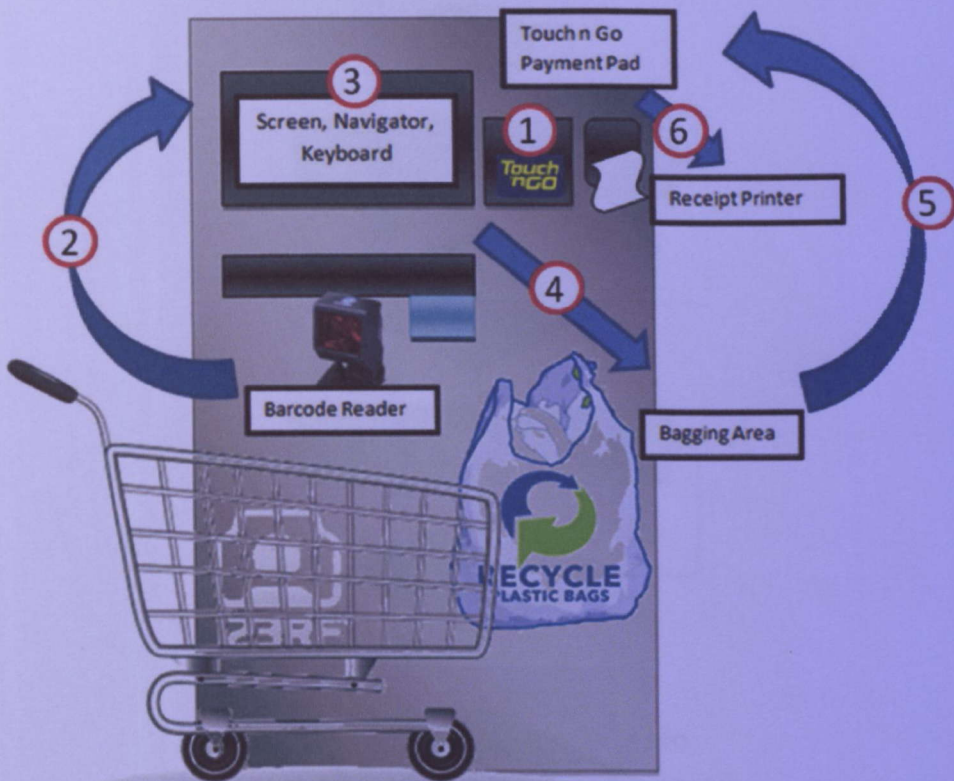 Touch n Go
Payment Pad
3
Screen, Navigator,
Keyboard
1
Touch
'nGO
6
Receipt Printer
5
2
4
Barcode Reader
Bagging Area
RECYCLE
PLASTIC BAGS
123RF